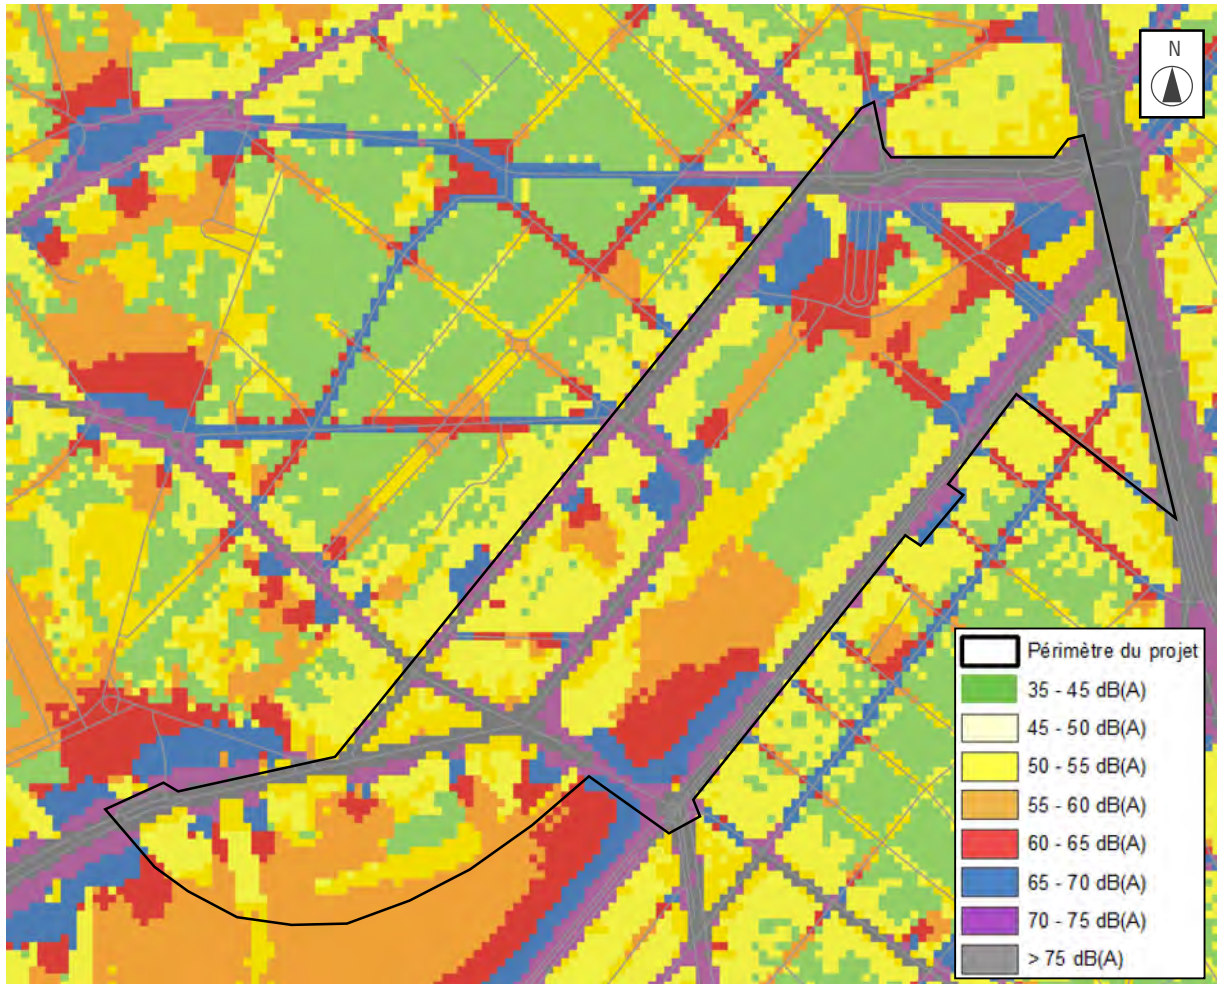 N
Périmètre du projet
35 - 45 dB(A)
45 - 50 dB(A)
50 - 55 dB(A)
55 - 60 dB(A)
60 - 65 dB(A)
65 - 70 dB(A)
70 - 75 dB(A)
> 75 dB(A)